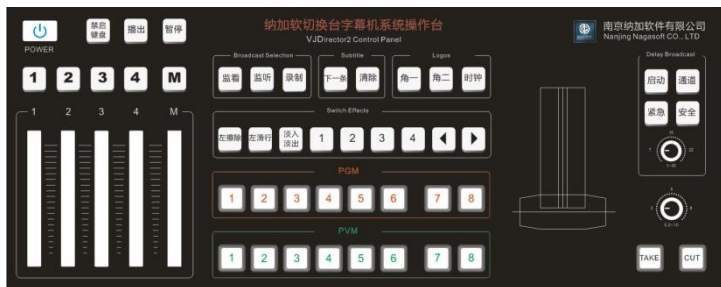 纳加软切换台字幕机系统操作台
VJDirector2 Control Panel
南京纳加软件有限公司
Nanjing Nagasoft CO., LTD
POWER
禁启
键盘
播出
暂停
1 2 3 4 M
1 2 3 4 M
Broadcast Selection
监看 监听 录制
Subtitle
下一条 清除
Logos
角一 角二 时钟
Delay Broadcast
启动 通道
紧急 安全
Switch Effects
左擦除 左滑行
淡入
淡出
1 2 3 4
PGM
1 2 3 4 5 6 7 8
PVM
1 2 3 4 5 6 7 8
TAKE CUT